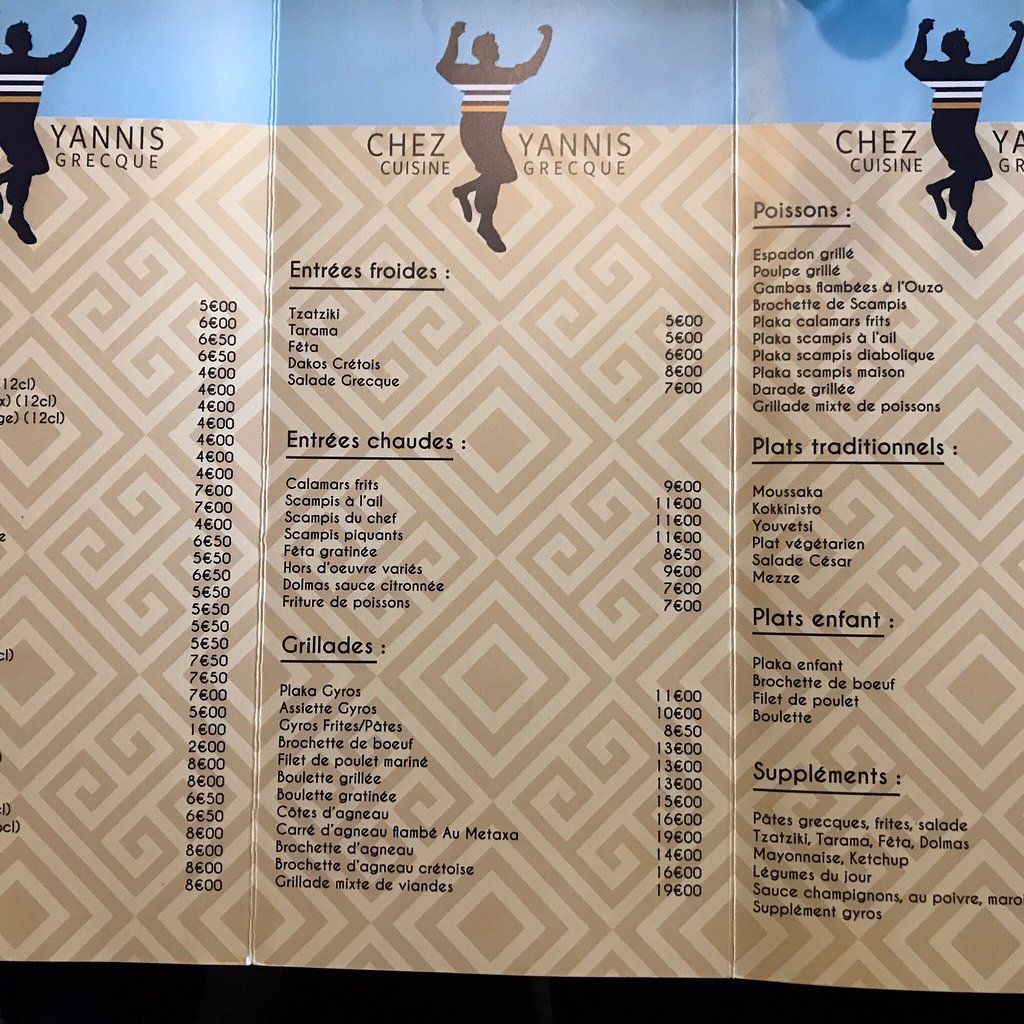 YANNIS
GRECQUE
5€00
6€00
6€50
6€50
4€00
12cl) 4€00
x) (12cl) 4€00
ge) (12cl) 4€00
4€00
4€00
4€00
7€00
7€00
4€00
e 6€50
5€50
6€50
5€50
5€50
5€50
5€50
cl) 7€50
7€50
7€00
5€00
1€00
2€00
) 8€00
8€00
6€50
cl) 6€50
cl) 8€00
8€00
8€00
8€00
CHEZ YANNIS
CUISINE GRECQUE
Entrées froides :
Tzatziki 5€00
Tarama 5€00
Fêta 6€00
Dakos Crétois 8€00
Salade Grecque 7€00
Entrées chaudes :
Calamars frits 9€00
Scampis à l'ail 11€00
Scampis du chef 11€00
Scampis piquants 11€00
Fêta gratinée 8€50
Hors d'oeuvre variés 9€00
Dolmas sauce citronnée 7€00
Friture de poissons 7€00
Grillades :
Plaka Gyros 11€00
Assiette Gyros 10€00
Gyros Frites/Pâtes 8€50
Brochette de boeuf 13€00
Filet de poulet mariné 13€00
Boulette grillée 13€00
Boulette gratinée 15€00
Côtes d'agneau 16€00
Carré d'agneau flambé Au Metaxa 19€00
Brochette d'agneau 14€00
Brochette d'agneau crétoise 16€00
Grillade mixte de viandes 19€00
CHEZ YA
CUISINE GR
Poissons :
Espadon grillé
Poulpe grillé
Gambas flambées à l'Ouzo
Brochette de Scampis
Plaka calamars frits
Plaka scampis à l'ail
Plaka scampis diabolique
Plaka scampis maison
Darade grillée
Grillade mixte de poissons
Plats traditionnels :
Moussaka
Kokkinisto
Youvetsi
Plat végétarien
Salade César
Mezze
Plats enfant :
Plaka enfant
Brochette de boeuf
Filet de poulet
Boulette
Suppléments :
Pâtes grecques, frites, salade
Tzatziki, Tarama, Fêta, Dolmas
Mayonnaise, Ketchup
Légumes du jour
Sauce champignons, au poivre, maroi
Supplément gyros